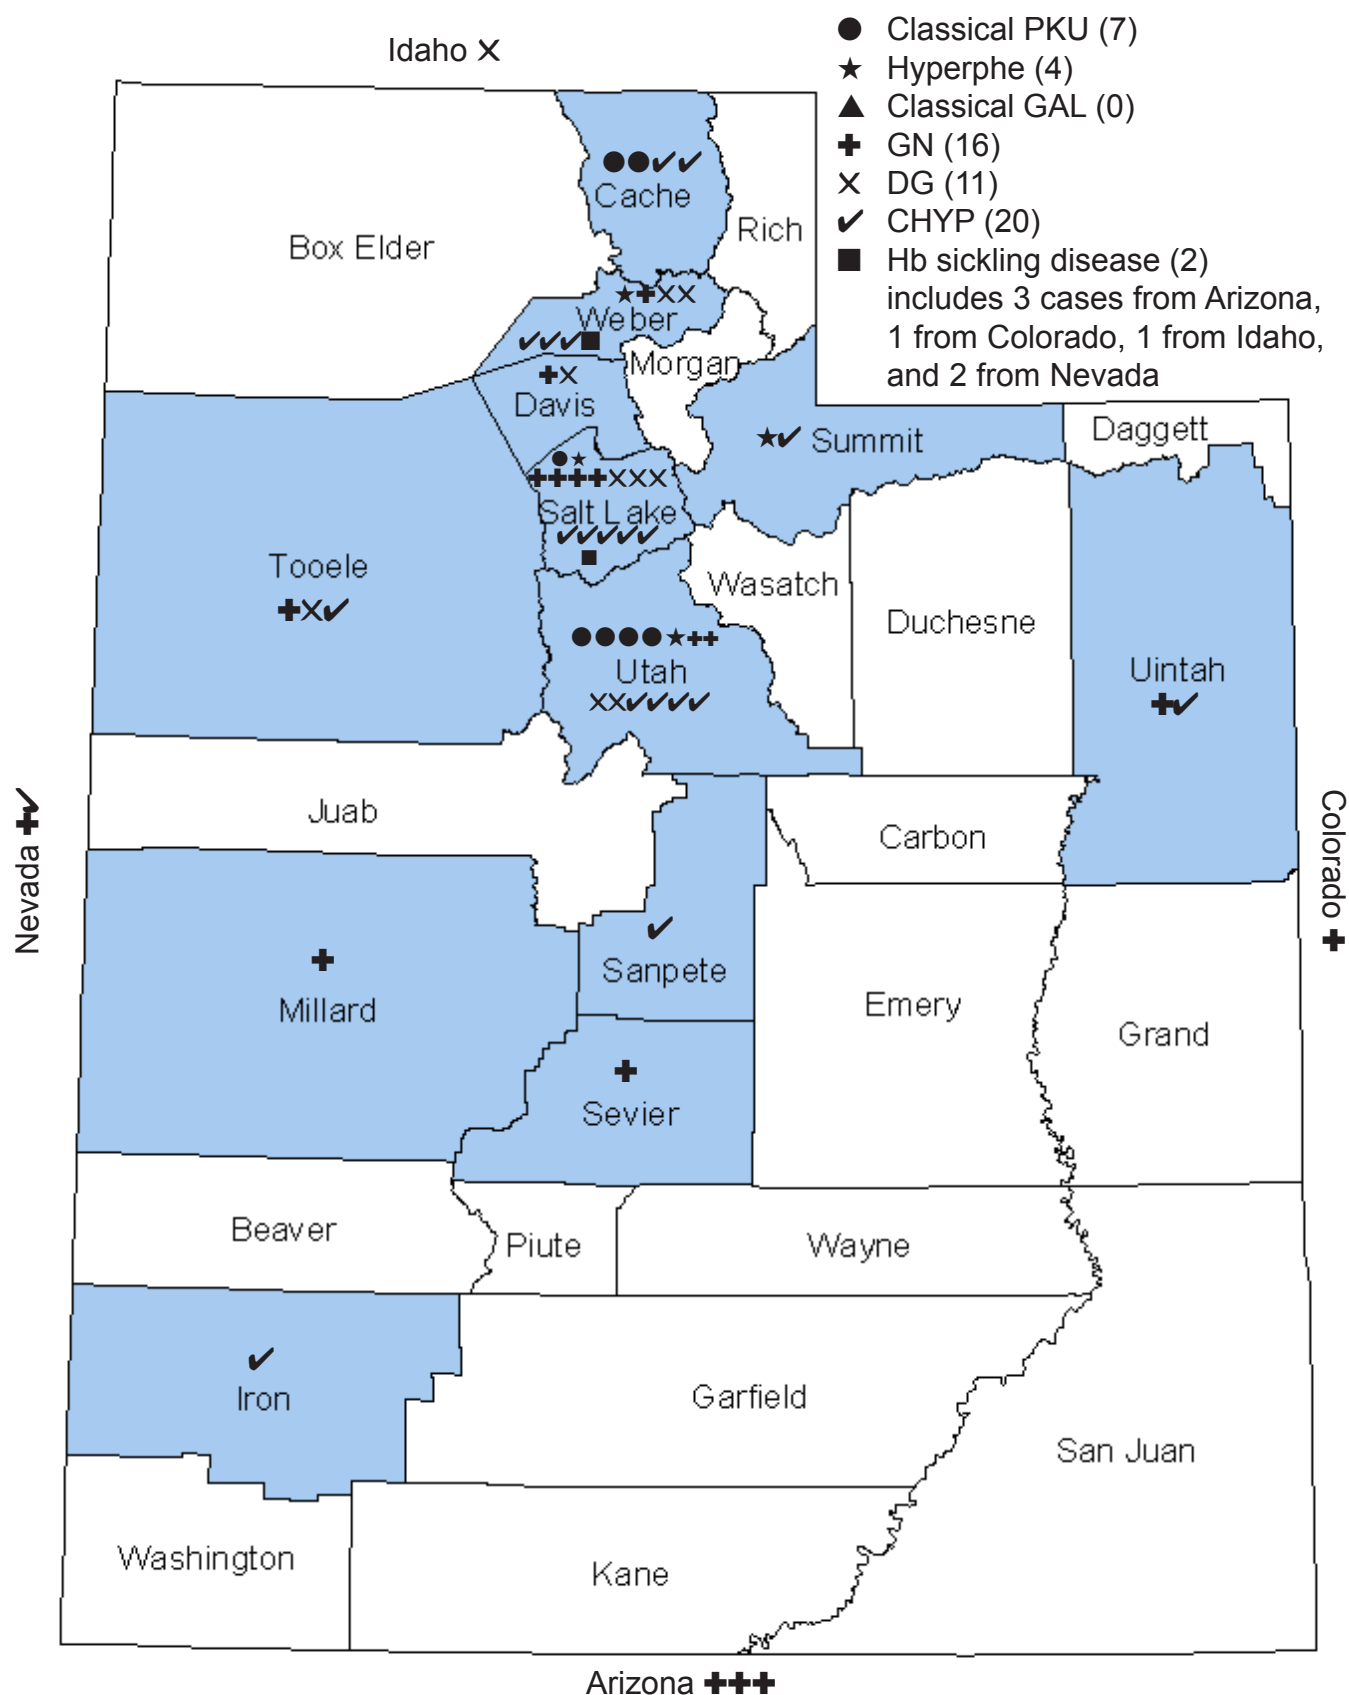 Idaho
Classical PKU (7)
Hyperphe (4)
Classical GAL (0)
GN (16)
DG (11)
CHYP (20)
Hb sickling disease (2)
includes 3 cases from Arizona,
1 from Colorado, 1 from Idaho,
and 2 from Nevada
Cache
Rich
Box Elder
Weber
Morgan
Davis
Summit
Daggett
Salt Lake
Tooele
Wasatch
Duchesne
Utah
Uintah
Juab
Carbon
Nevada
Colorado
Sanpete
Millard
Emery
Grand
Sevier
Beaver
Piute
Wayne
Iron
Garfield
San Juan
Washington
Kane
Arizona